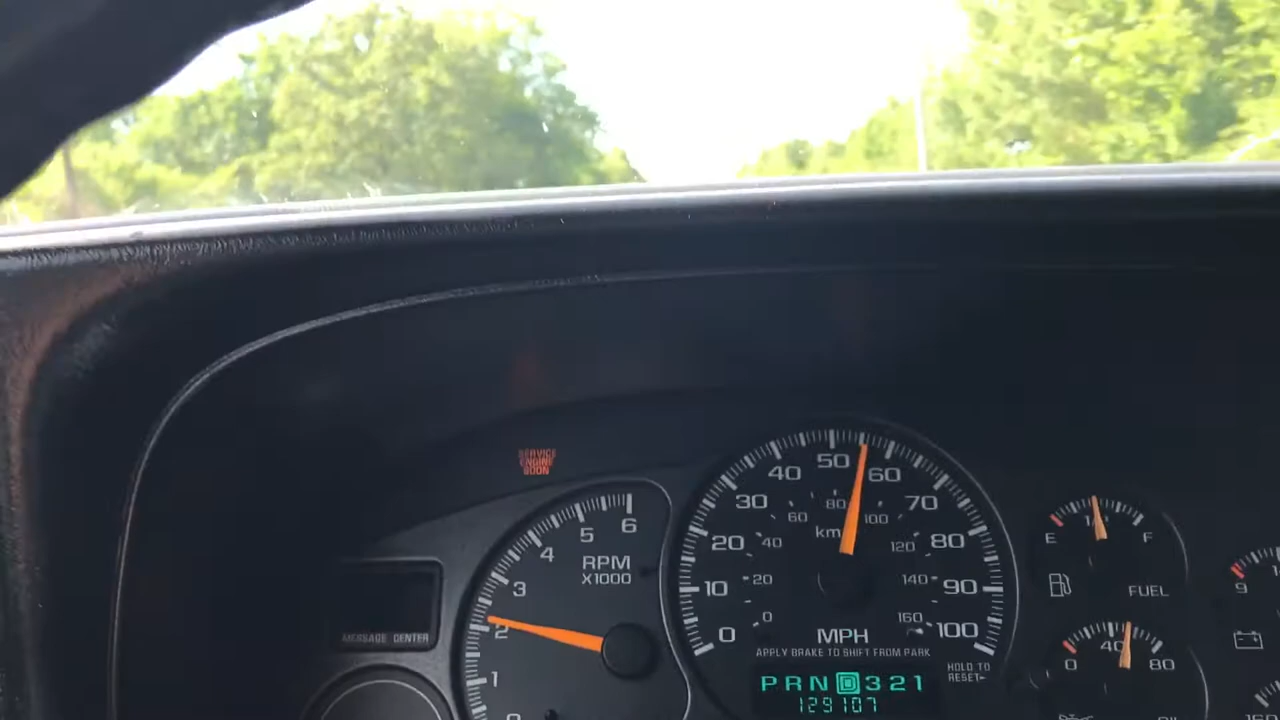 SERVICE
ENGINE
SOON
MESSAGE CENTER
0 1 2 3 4 5 6
RPM
X1000
0 10 20 30 40 50 60 70 80 90 100
0 20 40 60 80 100 120 140 160
km
MPH
APPLY BRAKE TO SHIFT FROM PARK
PRND321
129107
HOLD TO
RESET
E F
FUEL
0 40 80
9